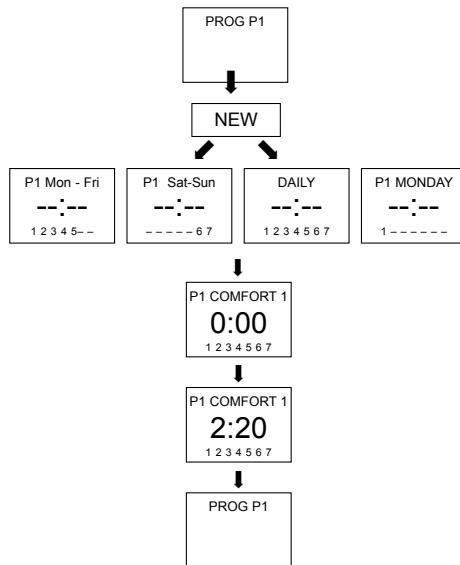 PROG P1
NEW
P1 Mon - Fri
--:--
1 2 3 4 5 – –
P1 Sat-Sun
--:--
– – – – – 6 7
DAILY
--:--
1 2 3 4 5 6 7
P1 MONDAY
--:--
1 – – – – – –
P1 COMFORT 1
0:00
1 2 3 4 5 6 7
P1 COMFORT 1
2:20
1 2 3 4 5 6 7
PROG P1